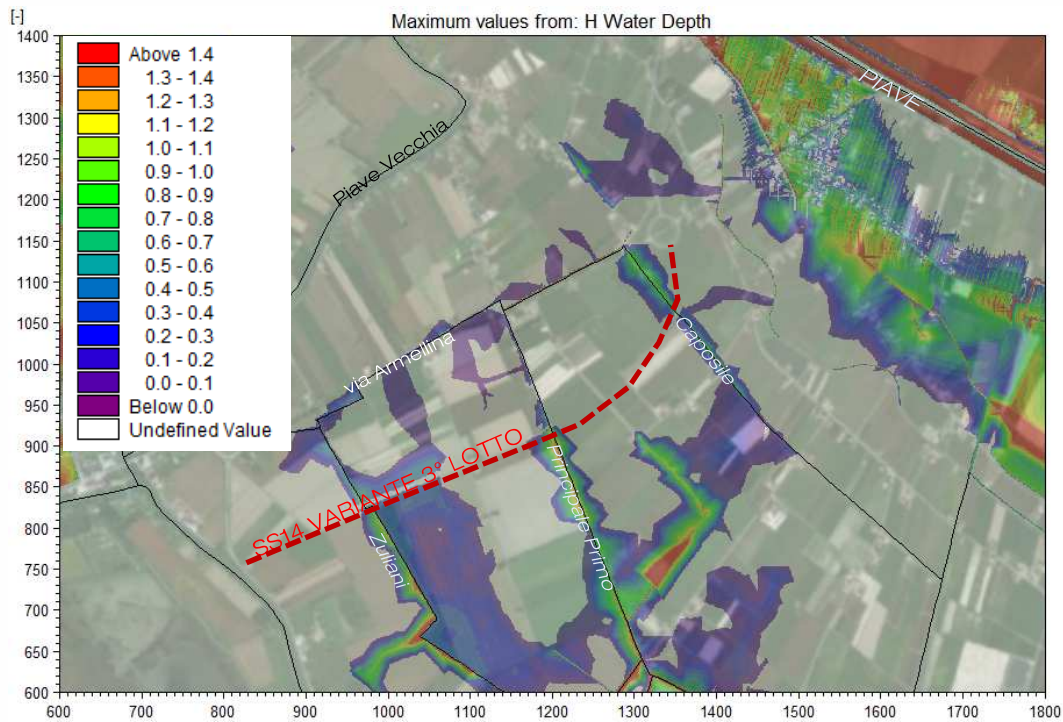 [-]
Maximum values from: H Water Depth
1400
1350
1300
1250
1200
1150
1100
1050
1000
950
900
850
800
750
700
650
600
Above 1.4
1.3 - 1.4
1.2 - 1.3
1.1 - 1.2
1.0 - 1.1
0.9 - 1.0
0.8 - 0.9
0.7 - 0.8
0.6 - 0.7
0.5 - 0.6
0.4 - 0.5
0.3 - 0.4
0.2 - 0.3
0.1 - 0.2
0.0 - 0.1
Below 0.0
Undefined Value
PIAVE
Piave Vecchia
via Armellina
Caposile
SS14 VARIANTE 3° LOTTO
Principale Primo
Zuliani
600 700 800 900 1000 1100 1200 1300 1400 1500 1600 1700 1800